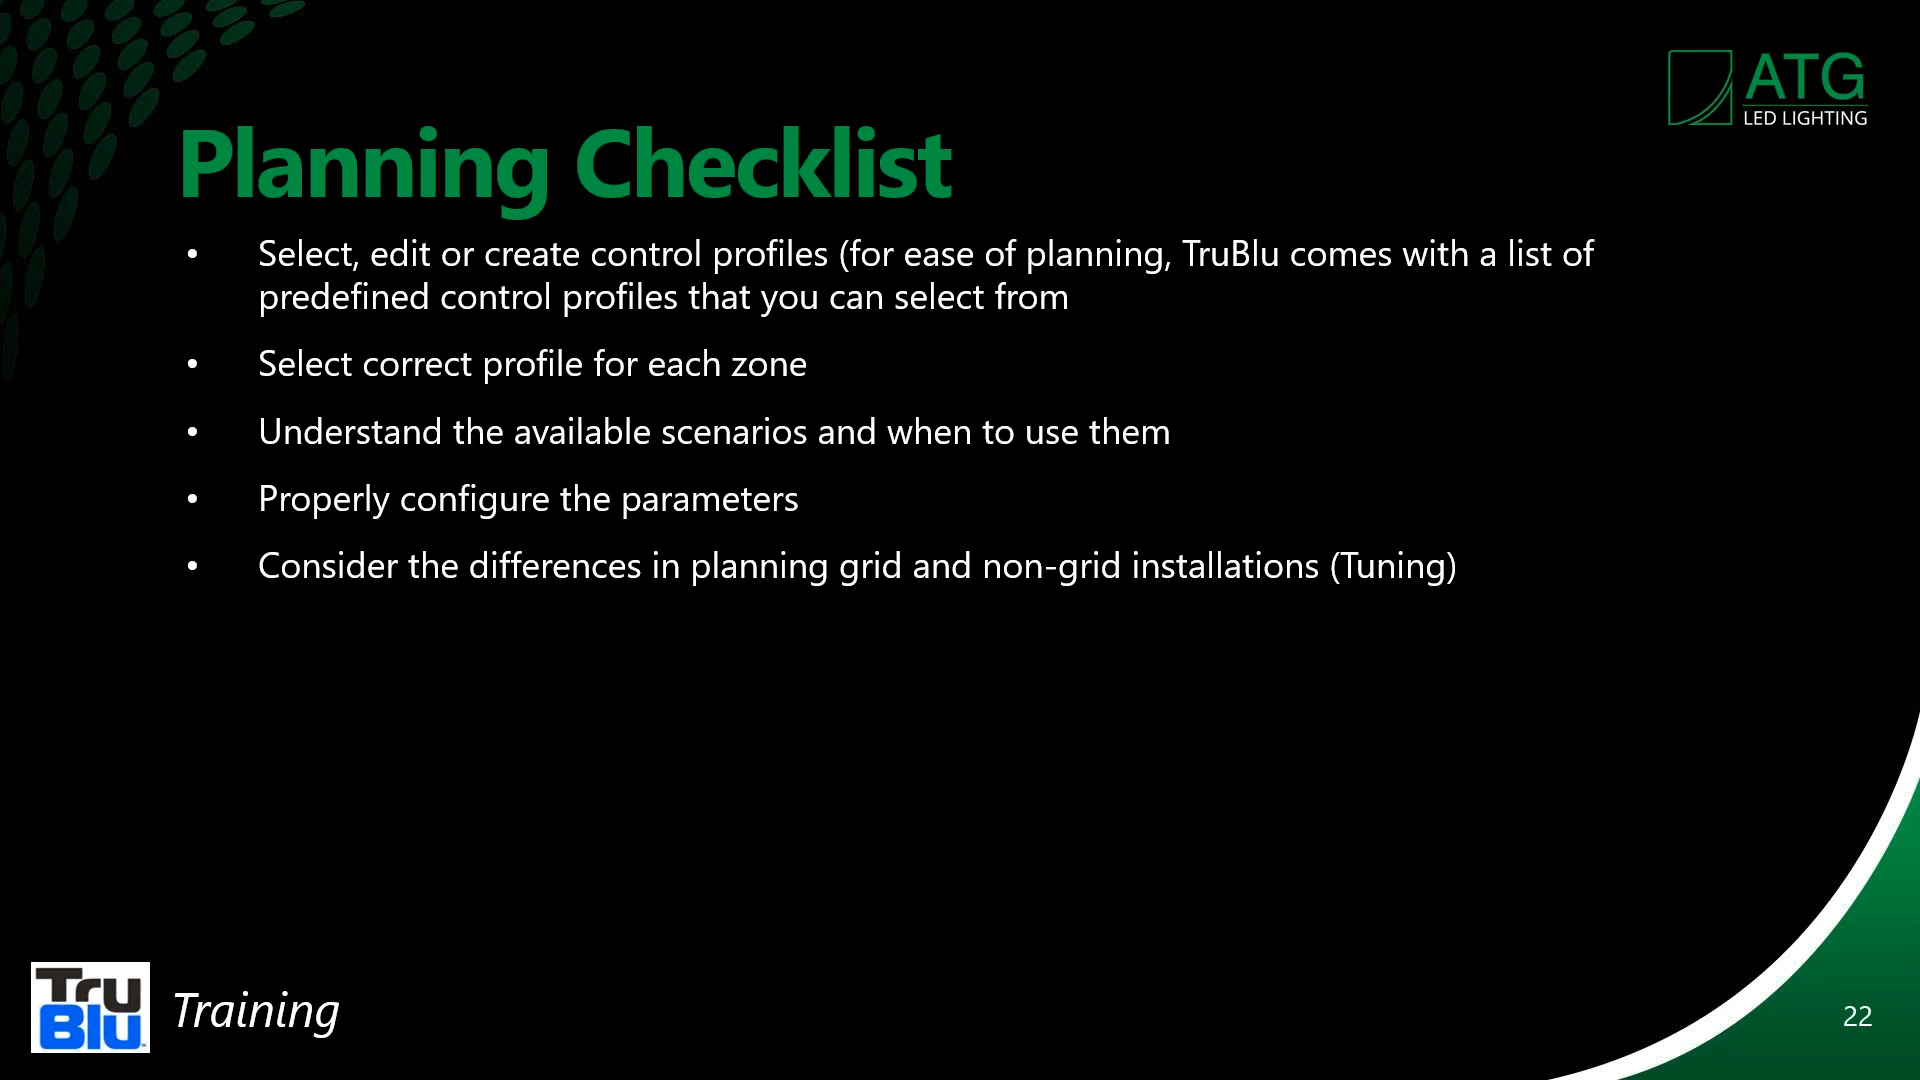 ATG
LED LIGHTING
Planning Checklist
• Select, edit or create control profiles (for ease of planning, TruBlu comes with a list of
predefined control profiles that you can select from
• Select correct profile for each zone
• Understand the available scenarios and when to use them
• Properly configure the parameters
• Consider the differences in planning grid and non-grid installations (Tuning)
Tru
Blu
Training
22